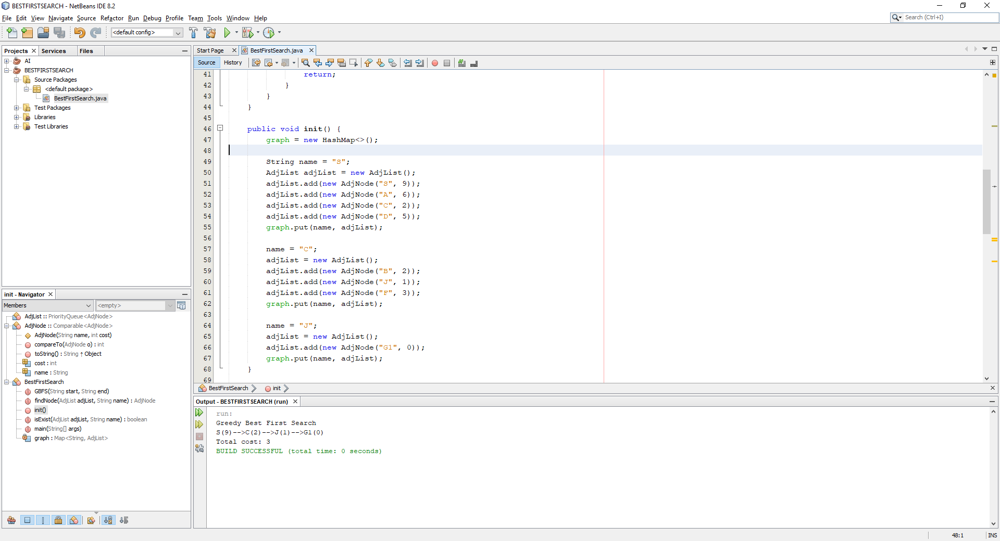 BESTFIRSTSEARCH - NetBeans IDE 8.2
File Edit View Navigate Source Refactor Run Debug Profile Team Tools Window Help
Search (Ctrl+I)
<default config>
Projects Services Files
AI
BESTFIRSTSEARCH
Source Packages
<default package>
BestFirstSearch.java
Test Packages
Libraries
Test Libraries
init - Navigator
Members <empty>
AdjList :: PriorityQueue<AdjNode>
AdjNode :: Comparable<AdjNode>
AdjNode(String name, int cost)
compareTo(AdjNode o) : int
toString() : String ↑ Object
cost : int
name : String
BestFirstSearch
GBFS(String start, String end)
findNode(AdjList adjList, String name) : AdjNode
init()
isExist(AdjList adjList, String name) : boolean
main(String[] args)
graph : Map<String, AdjList>
Start Page BestFirstSearch.java
Source History
41 return;
42 }
43 }
44 }
45
46 public void init() {
47 graph = new HashMap<>();
48
49 String name = "S";
50 AdjList adjList = new AdjList();
51 adjList.add(new AdjNode("S", 9));
52 adjList.add(new AdjNode("A", 6));
53 adjList.add(new AdjNode("C", 2));
54 adjList.add(new AdjNode("D", 5));
55 graph.put(name, adjList);
56
57 name = "C";
58 adjList = new AdjList();
59 adjList.add(new AdjNode("B", 2));
60 adjList.add(new AdjNode("J", 1));
61 adjList.add(new AdjNode("F", 3));
62 graph.put(name, adjList);
63
64 name = "J";
65 adjList = new AdjList();
66 adjList.add(new AdjNode("G1", 0));
67 graph.put(name, adjList);
68 }
69
BestFirstSearch init
Output - BESTFIRSTSEARCH (run)
run:
Greedy Best First Search
S(9)-->C(2)-->J(1)-->G1(0)
Total cost: 3
BUILD SUCCESSFUL (total time: 0 seconds)
48:1 INS